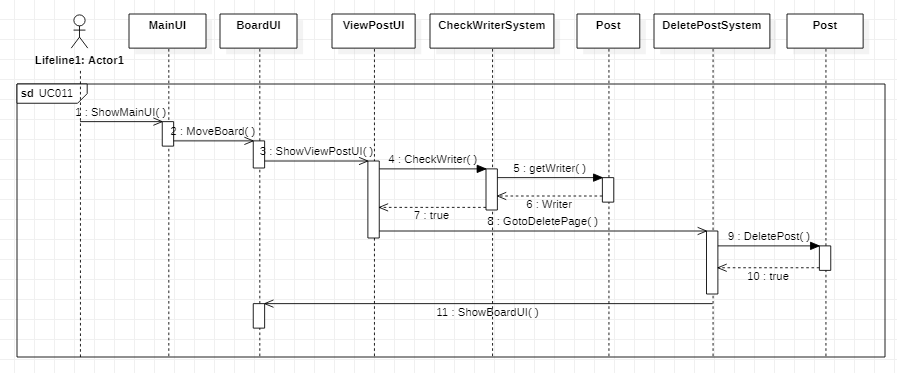 MainUI
BoardUI
ViewPostUI
CheckWriterSystem
Post
DeletePostSystem
Post
Lifeline1: Actor1
sd UC011
1 : ShowMainUI( )
2 : MoveBoard( )
3 : ShowViewPostUI( )
4 : CheckWriter( )
5 : getWriter( )
6 : Writer
7 : true
8 : GotoDeletePage( )
9 : DeletePost( )
10 : true
11 : ShowBoardUI( )